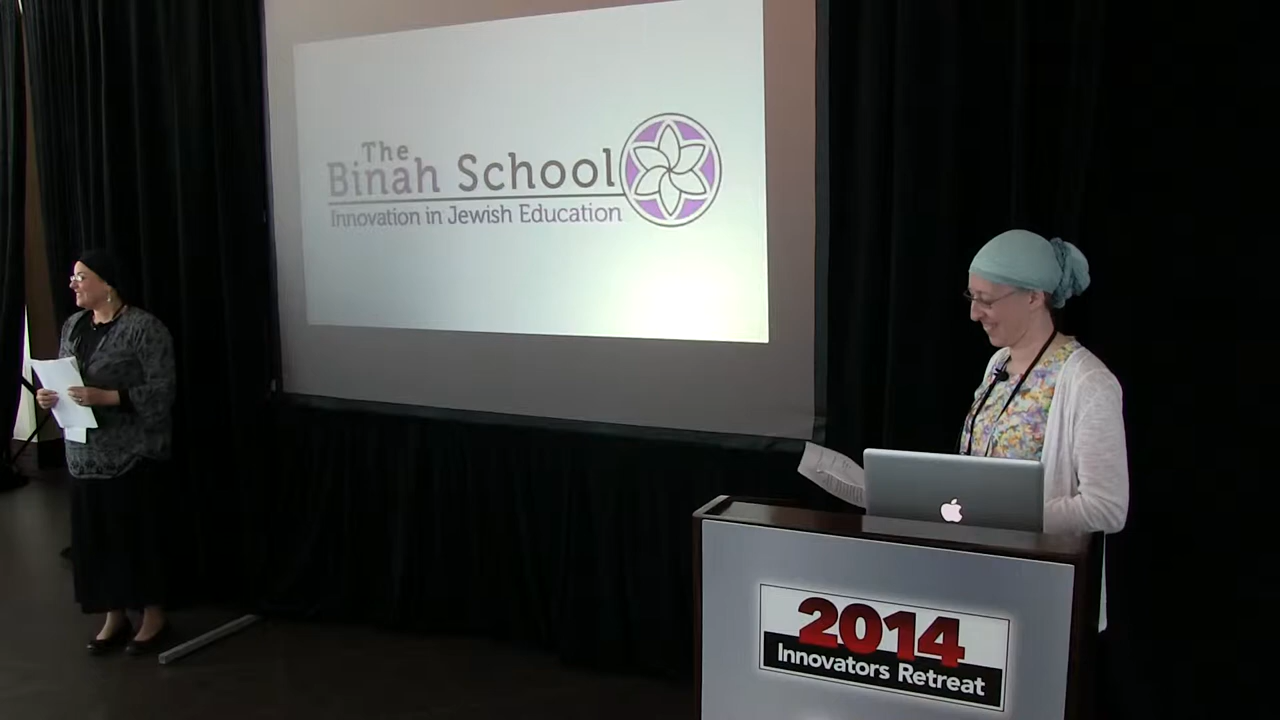 The
Binah School
Innovation in Jewish Education
2014
Innovators Retreat